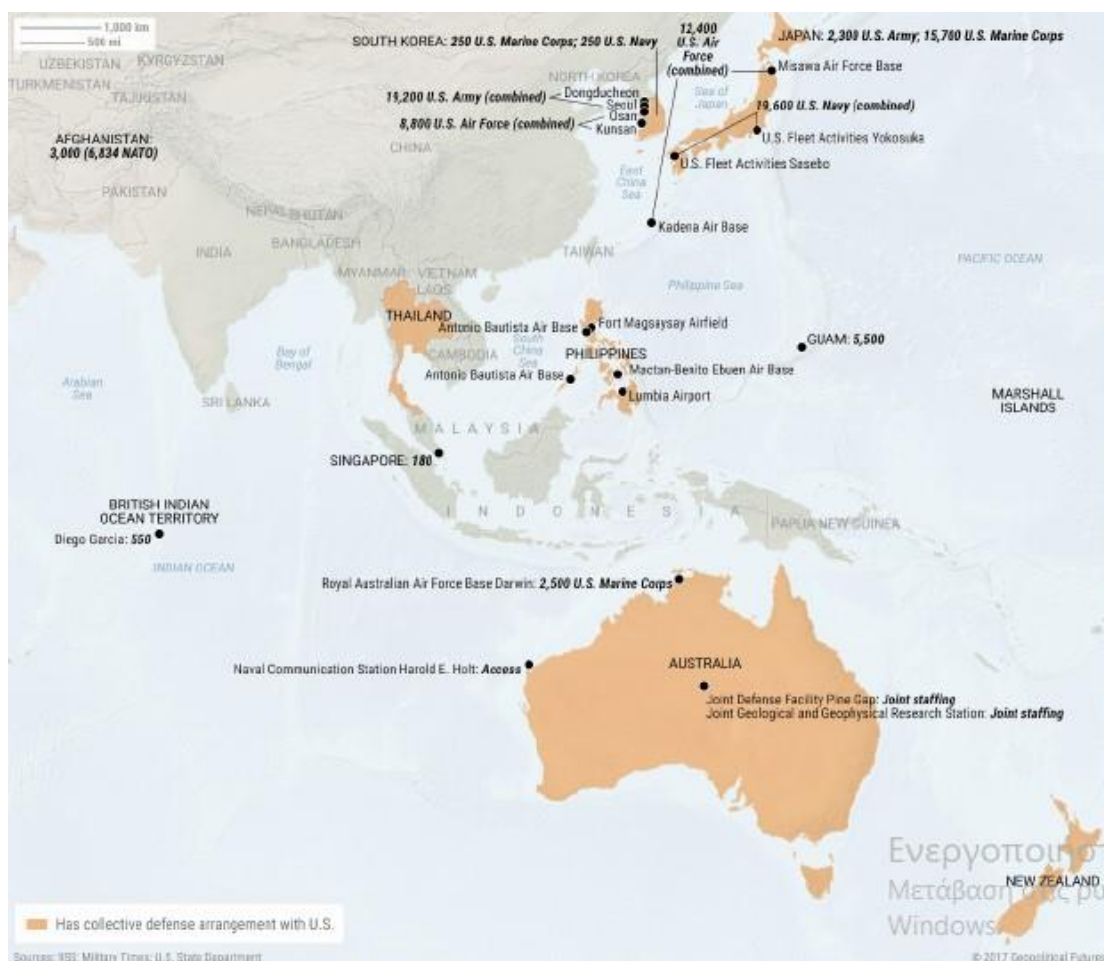 1,000 km
500 mi
UZBEKISTAN
KYRGYZSTAN
TURKMENISTAN
TAJIKISTAN
AFGHANISTAN:
3,000 (6,834 NATO)
PAKISTAN
NEPAL
BHUTAN
BANGLADESH
INDIA
MYANMAR
VIETNAM
LAOS
CHINA
SOUTH KOREA: 250 U.S. Marine Corps; 250 U.S. Navy
12,400
U.S. Air
Force
(combined)
JAPAN: 2,300 U.S. Army; 15,700 U.S. Marine Corps
Misawa Air Force Base
NORTH KOREA
Dongducheon
Seoul
Osan
Kunsan
19,200 U.S. Army (combined)
8,800 U.S. Air Force (combined)
Sea of
Japan
19,600 U.S. Navy (combined)
U.S. Fleet Activities Yokosuka
U.S. Fleet Activities Sasebo
East
China
Sea
Kadena Air Base
TAIWAN
PACIFIC OCEAN
Philippine Sea
THAILAND
CAMBODIA
Antonio Bautista Air Base
Fort Magsaysay Airfield
South
China
Sea
PHILIPPINES
Antonio Bautista Air Base
Mactan-Benito Ebuen Air Base
Lumbia Airport
GUAM: 5,500
MARSHALL
ISLANDS
Arabian
Sea
Bay of
Bengal
SRI LANKA
MALAYSIA
SINGAPORE: 180
INDONESIA
PAPUA NEW GUINEA
BRITISH INDIAN
OCEAN TERRITORY
Diego Garcia: 550
INDIAN OCEAN
Royal Australian Air Force Base Darwin: 2,500 U.S. Marine Corps
Naval Communication Station Harold E. Holt: Access
AUSTRALIA
Joint Defense Facility Pine Gap: Joint staffing
Joint Geological and Geophysical Research Station: Joint staffing
NEW ZEALAND
Ενεργοποιησ
Μετάβαση στις ρυ
Windows
Has collective defense arrangement with U.S.
Sources: IISS; Military Times; U.S. State Department
© 2017 Geopolitical Futures